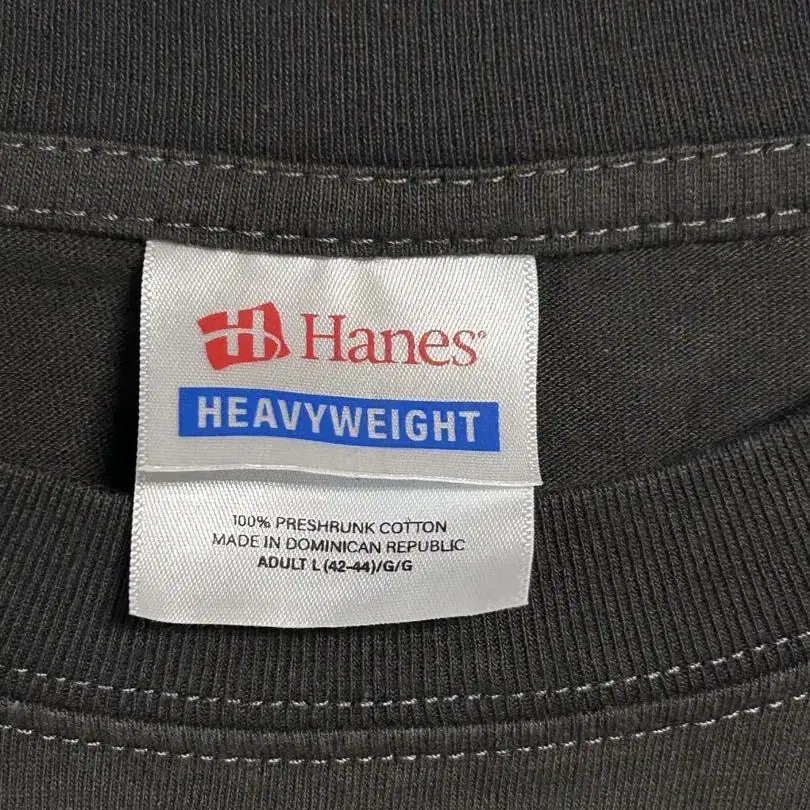 Hanes®
HEAVYWEIGHT
100% PRESHRUNK COTTON
MADE IN DOMINICAN REPUBLIC
ADULT L (42-44)/G/G